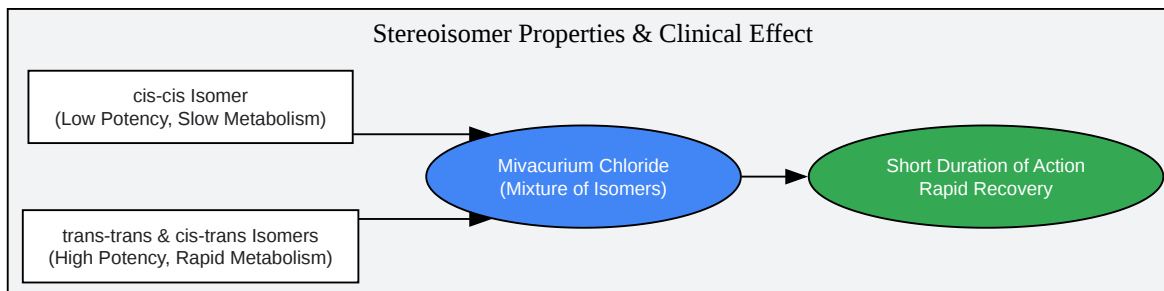 Stereoisomer Properties & Clinical Effect
cis-cis Isomer
(Low Potency, Slow Metabolism)
Mivacurium Chloride
(Mixture of Isomers)
Short Duration of Action
Rapid Recovery
trans-trans & cis-trans Isomers
(High Potency, Rapid Metabolism)